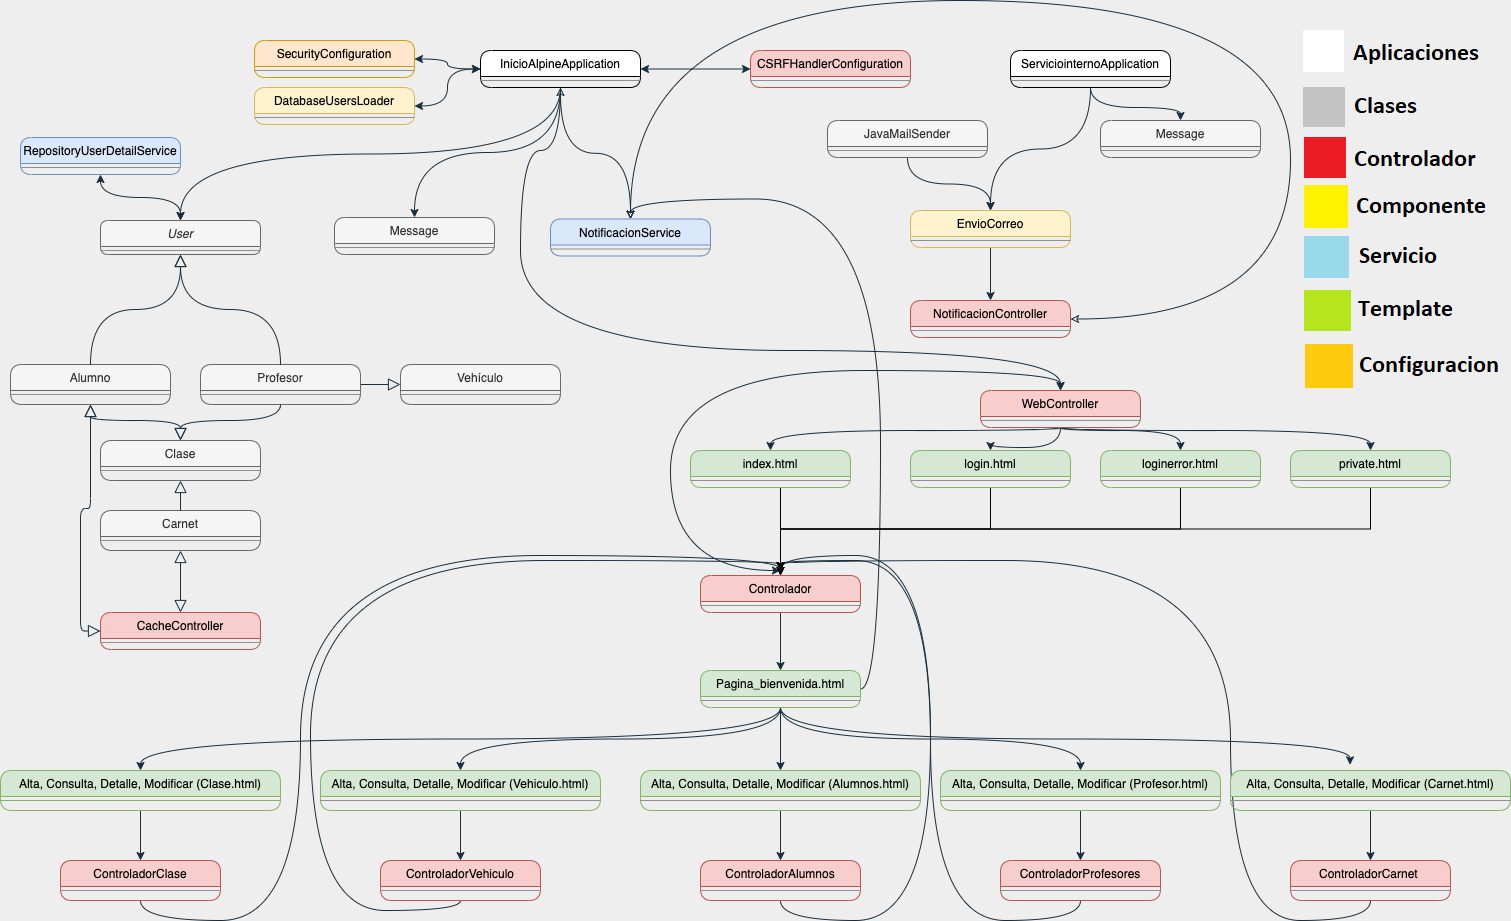 SecurityConfiguration
InicioAlpineApplication
CSRFHandlerConfiguration
ServiciointernoApplication
Aplicaciones
DatabaseUsersLoader
Clases
RepositoryUserDetailService
JavaMailSender
Message
Controlador
User
Message
NotificacionService
EnvioCorreo
Componente
Servicio
NotificacionController
Template
Alumno
Profesor
Vehículo
Configuracion
WebController
Clase
index.html
login.html
loginerror.html
private.html
Carnet
CacheController
Controlador
Pagina_bienvenida.html
Alta, Consulta, Detalle, Modificar (Clase.html)
Alta, Consulta, Detalle, Modificar (Vehiculo.html)
Alta, Consulta, Detalle, Modificar (Alumnos.html)
Alta, Consulta, Detalle, Modificar (Profesor.html)
Alta, Consulta, Detalle, Modificar (Carnet.html)
ControladorClase
ControladorVehiculo
ControladorAlumnos
ControladorProfesores
ControladorCarnet